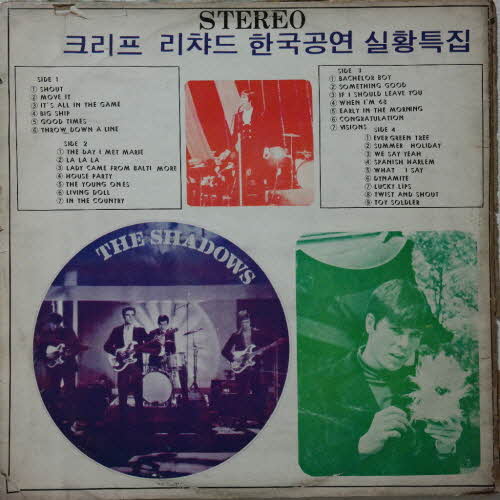 STEREO
크리프 리챠드 한국공연 실황특집
SIDE 1
① SHOUT
② MOVE IT
③ IT'S ALL IN THE GAME
④ BIG SHIP
⑤ GOOD TIMES
⑥ THROW DOWN A LINE
SIDE 2
① THE DAY I MET MARIE
② LA LA LA
③ LADY CAME FROM BALTI MORE
④ HOUSE PARTY
⑤ THE YOUNG ONES
⑥ LIVING DOLL
⑦ IN THE COUNTRY
SIDE 3
① BACHELOR BOY
② SOMETHING GOOD
③ IF I SHOULD LEAVE YOU
④ WHEN I'M 64
⑤ EARLY IN THE MORNING
⑥ CONGRATULATION
⑦ VISIONS
SIDE 4
① EVER GREEN TREE
② SUMMER HOLIDAY
③ WE SAY YEAH
④ SPANISH HARLEM
⑤ WHAT I SAY
⑥ DYNAMITE
⑦ LUCKY LIPS
⑧ TWIST AND SHOUT
⑨ TOY SOLDLER
THE SHADOWS